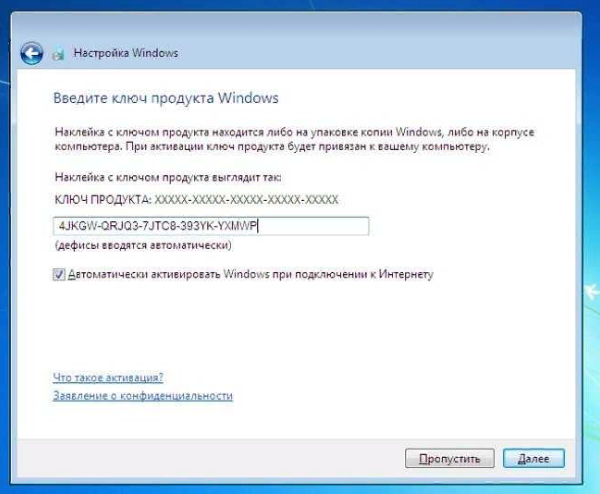 Настройка Windows
Введите ключ продукта Windows
Наклейка с ключом продукта находится либо на упаковке копии Windows, либо на корпусе
компьютера. При активации ключ продукта будет привязан к вашему компьютеру.
Наклейка с ключом продукта выглядит так:
КЛЮЧ ПРОДУКТА: XXXXX-XXXXX-XXXXX-XXXXX-XXXXX
4JKGW-QRJQ3-7JTC8-393YK-YXMWP
(дефисы вводятся автоматически)
Автоматически активировать Windows при подключении к Интернету
Что такое активация?
Заявление о конфиденциальности
Пропустить
Далее